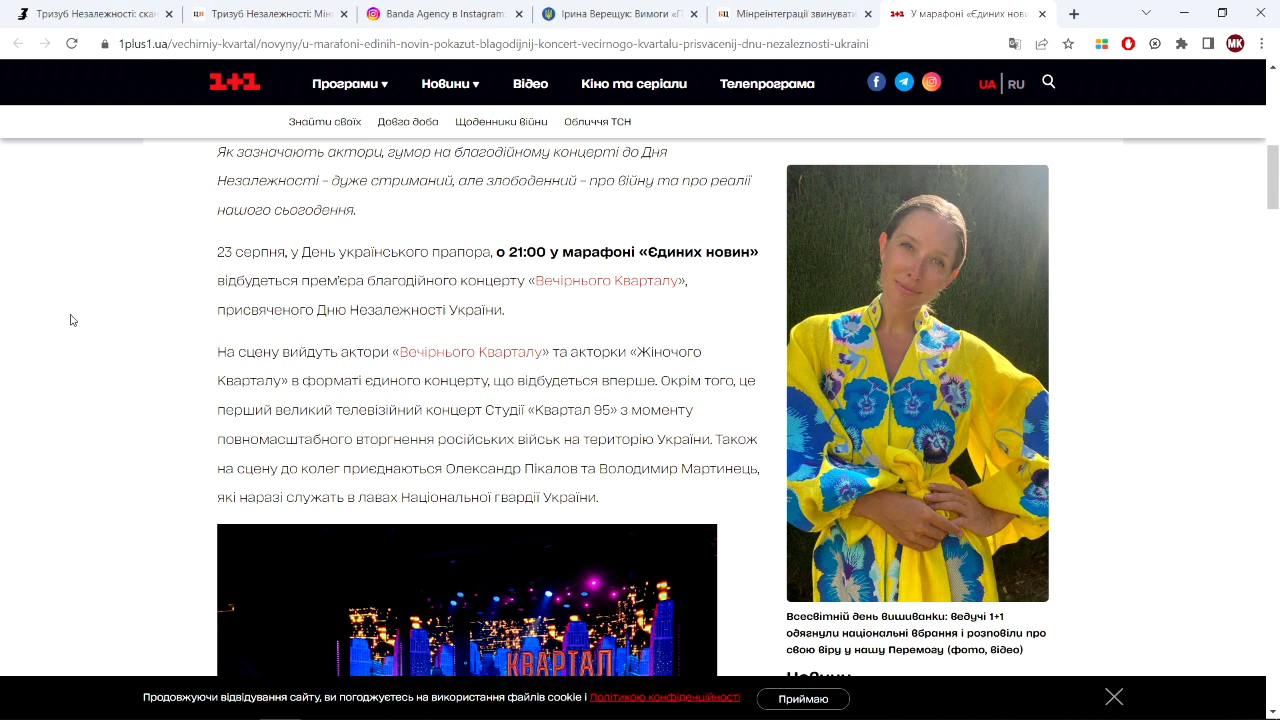 Тризуб Незалежності: скан
Тризуб Незалежності: Мін
Banda Agency в Instagram:
Ірина Верещук: Вимоги «П
Мінреінтеграції звинувати
У марафоні «Єдиних нови
1plus1.ua/vechirniy-kvartal/novyny/u-marafoni-edinih-novin-pokazut-blagodijnij-koncert-vecirnogo-kvartalu-prisvacenij-dnu-nezaleznosti-ukraini
MK
1+1
Програми
Новини
Відео
Кіно та серіали
Телепрограма
UA RU
Знайти своїх
Довга доба
Щоденники війни
Обличчя ТСН
Як зазначають актори, гумор на благодійному концерті до Дня
Незалежності – дуже стриманий, але злободенний – про війну та про реалії
нашого сьогодення.
23 серпня, у День українського прапора, о 21:00 у марафоні «Єдиних новин»
відбудеться прем'єра благодійного концерту «Вечірнього Кварталу»,
присвяченого Дню Незалежності України.
На сцену вийдуть актори «Вечірнього Кварталу» та акторки «Жіночого
Кварталу» в форматі єдиного концерту, що відбудеться вперше. Окрім того, це
перший великий телевізійний концерт Студії «Квартал 95» з моменту
повномасштабного вторгнення російських військ на територію України. Також
на сцену до колег приєднаються Олександр Пікалов та Володимир Мартинець,
які наразі служать в лавах Національної гвардії України.
КВАРТАЛ
Всесвітній день вишиванки: ведучі 1+1
одягнули національні вбрання і розповіли про
свою віру у нашу Перемогу (фото, відео)
Новини
Продовжуючи відвідування сайту, ви погоджуєтесь на використання файлів cookie і Політикою конфіденційності
Приймаю